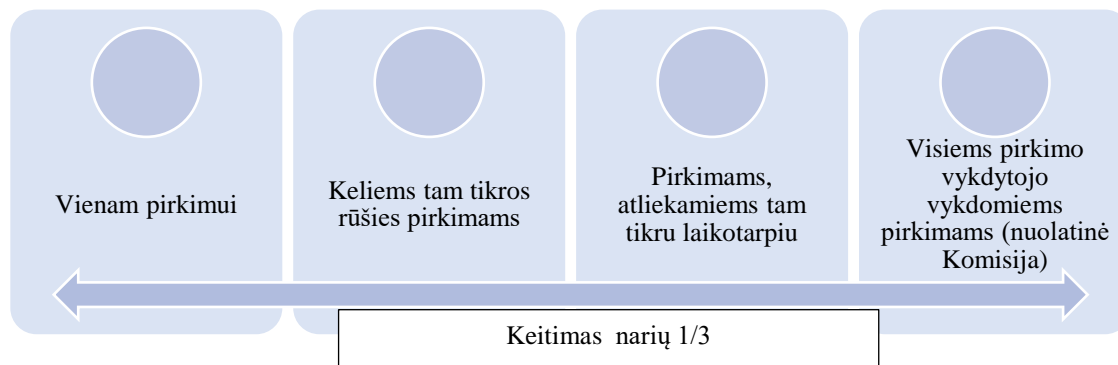 Vienam pirkimui
Keliems tam tikros
rūšies pirkimams
Pirkimams,
atliekamiems tam
tikru laikotarpiu
Visiems pirkimo
vykdytojo
vykdomiems
pirkimams (nuolatinė
Komisija)
Keitimas narių 1/3